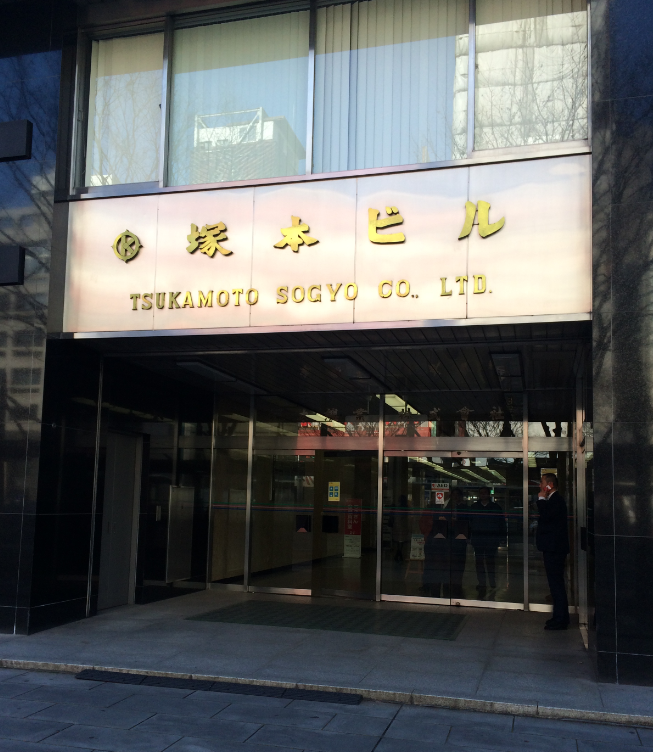 塚本ビル
TSUKAMOTO SOGYO CO., LTD.